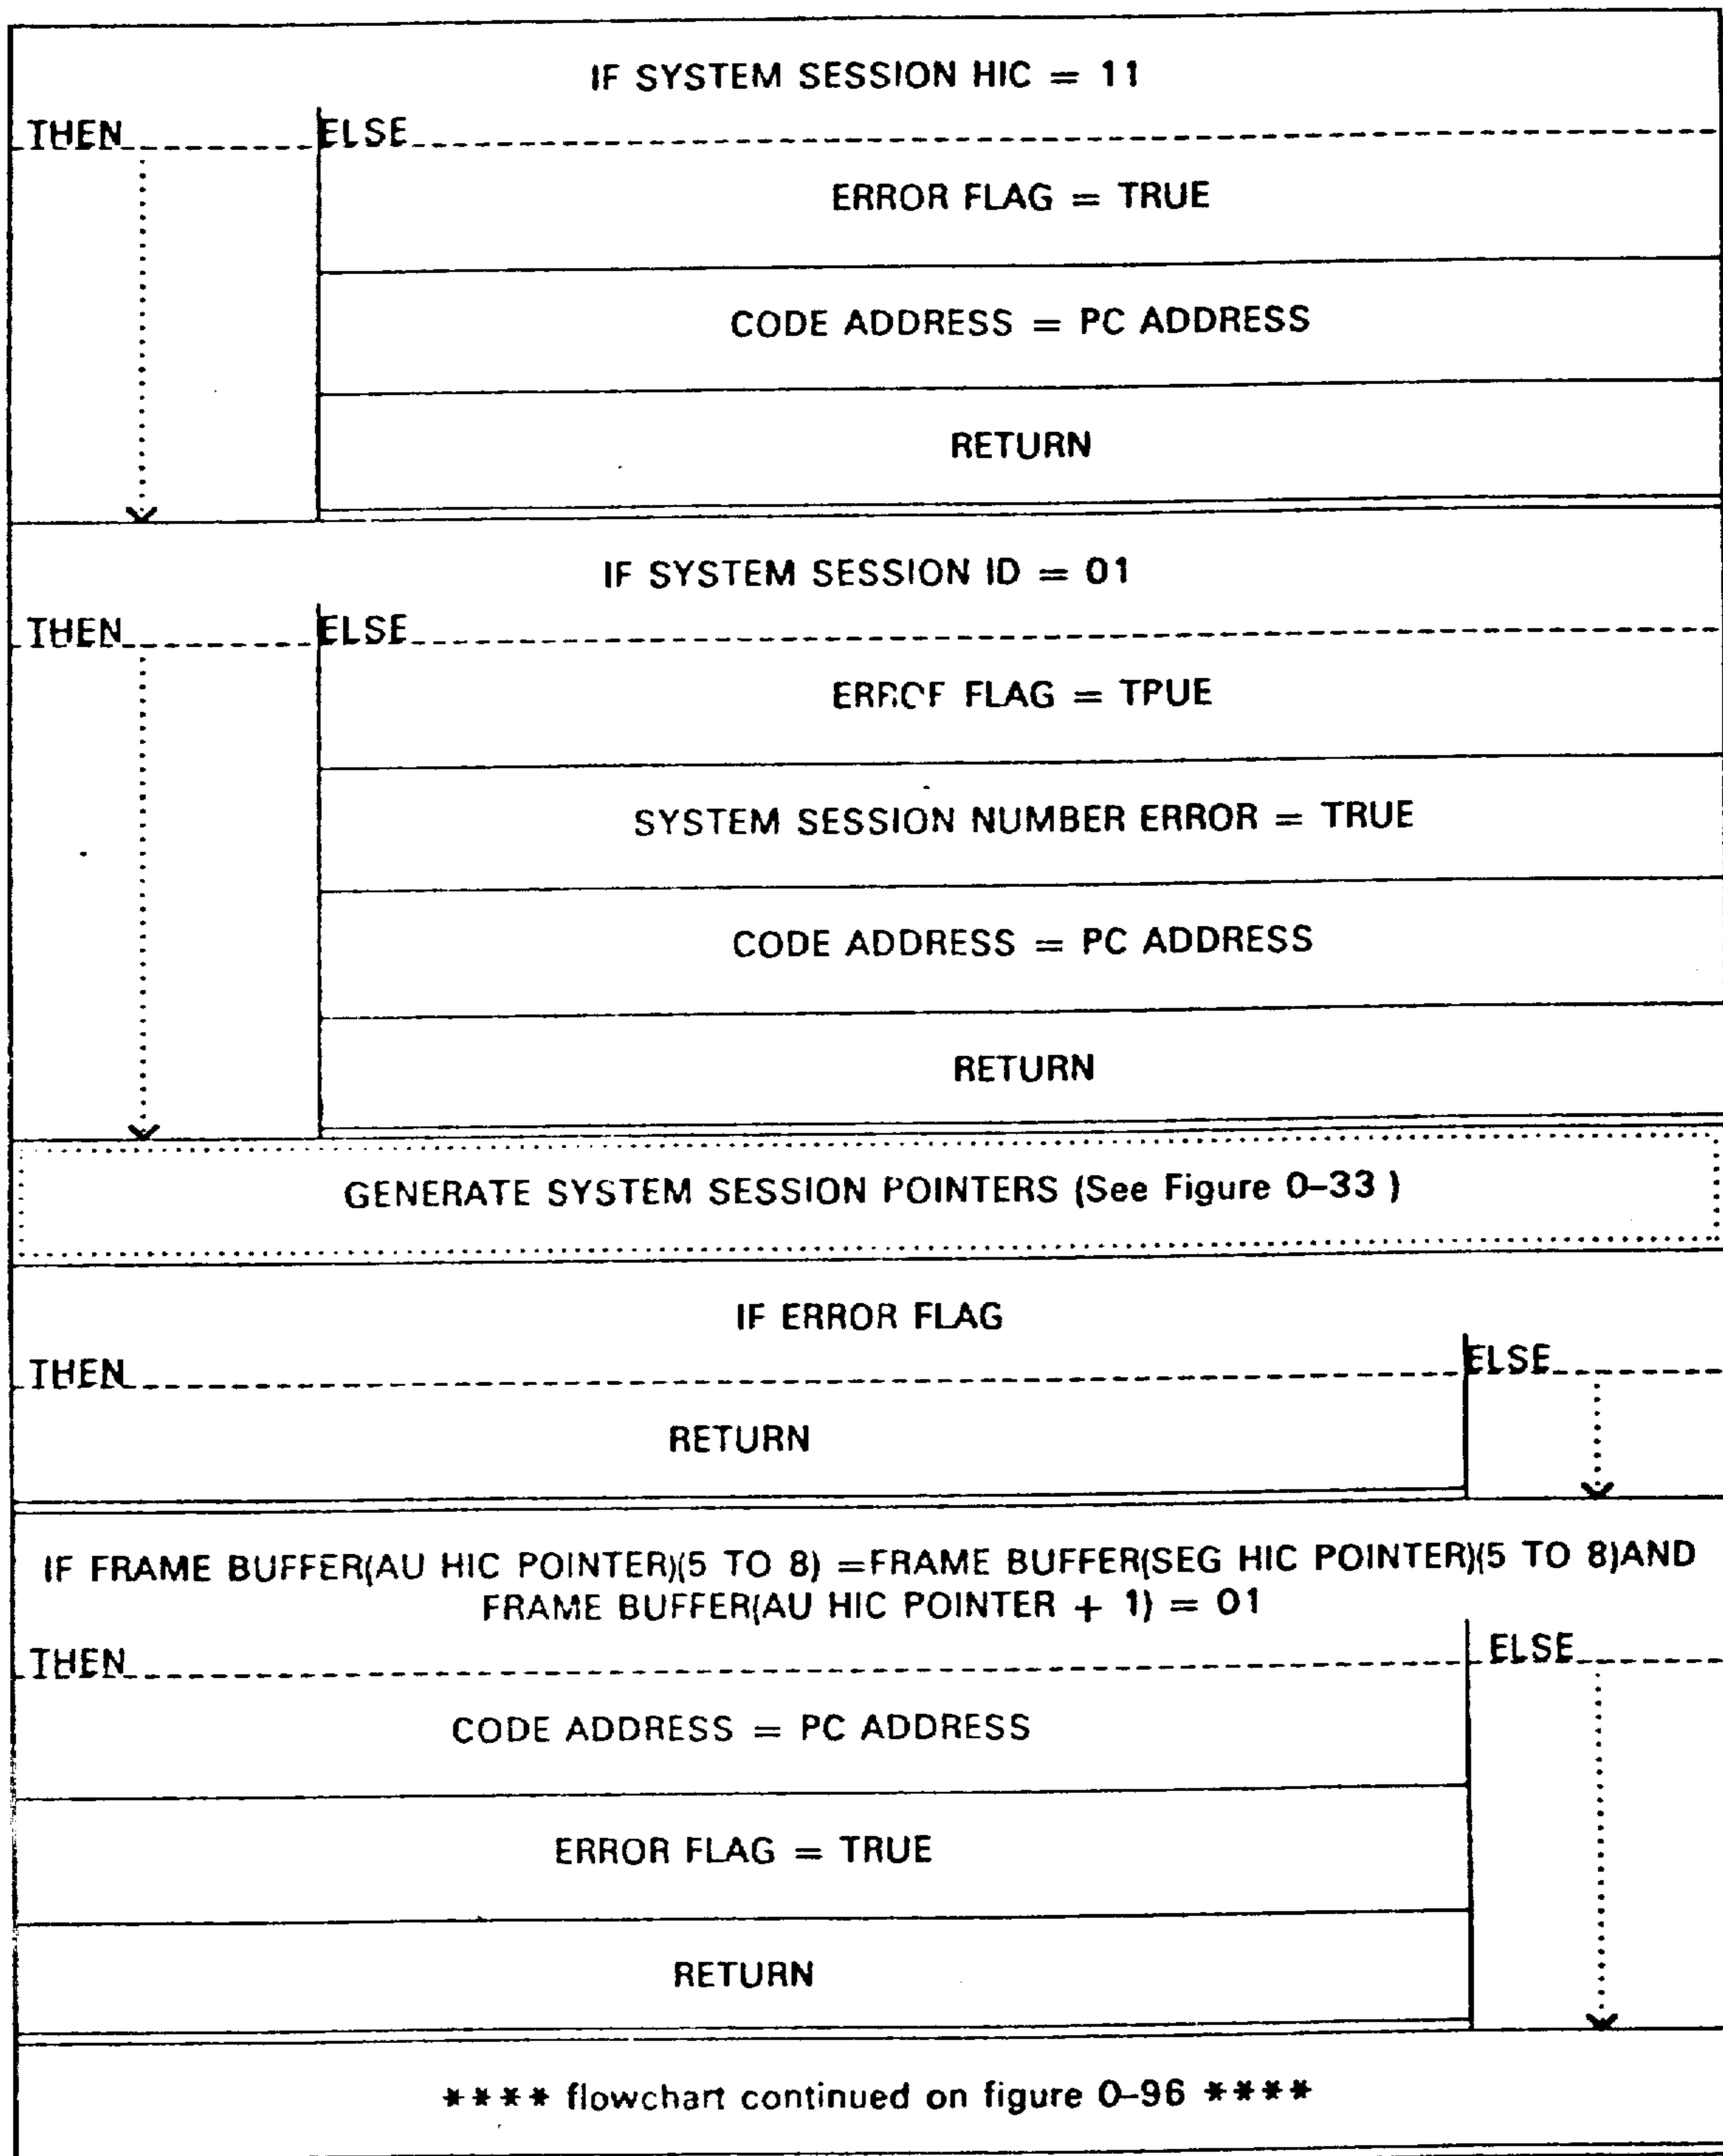 IF SYSTEM SESSION HIC = 11
THEN ELSE
ERROR FLAG = TRUE
CODE ADDRESS = PC ADDRESS
RETURN
IF SYSTEM SESSION ID = 01
THEN ELSE
ERROR FLAG = TRUE
SYSTEM SESSION NUMBER ERROR = TRUE
CODE ADDRESS = PC ADDRESS
RETURN
GENERATE SYSTEM SESSION POINTERS (See Figure 0–33 )
IF ERROR FLAG
THEN ELSE
RETURN
IF FRAME BUFFER(AU HIC POINTER)(5 TO 8) =FRAME BUFFER(SEG HIC POINTER)(5 TO 8)AND
FRAME BUFFER(AU HIC POINTER + 1) = 01
THEN ELSE
CODE ADDRESS = PC ADDRESS
ERROR FLAG = TRUE
RETURN
**** flowchart continued on figure 0–96 ****